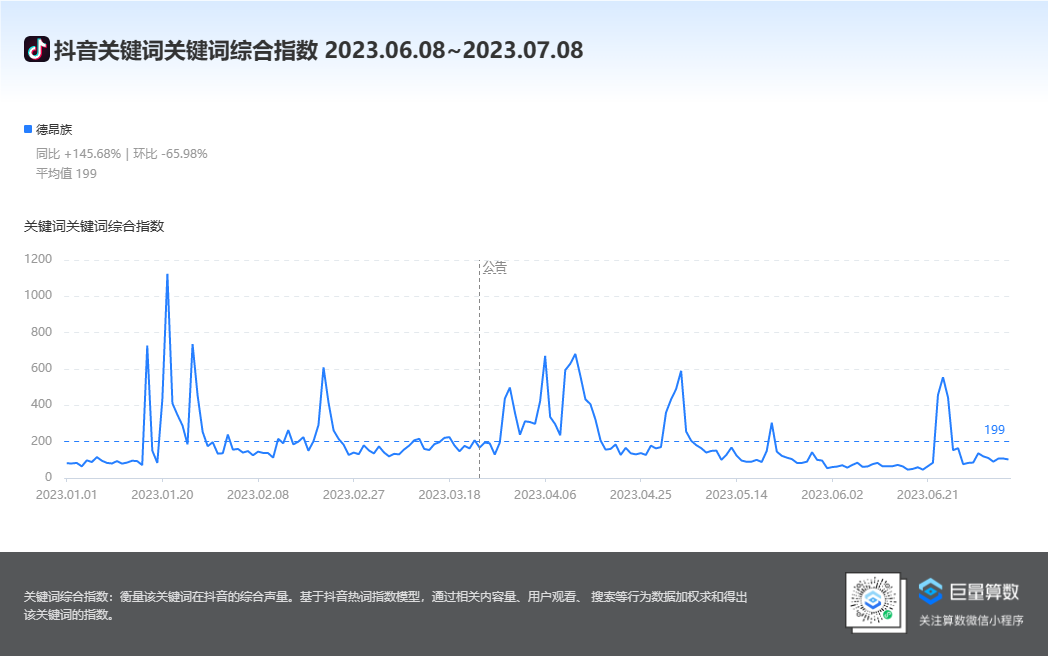 抖音关键词关键词综合指数 2023.06.08~2023.07.08
德昂族
同比 +145.68% | 环比 -65.98%
平均值 199
关键词关键词综合指数
1200
公告
1000
800
600
400
199
200
0
2023.01.01 2023.01.20 2023.02.08 2023.02.27 2023.03.18 2023.04.06 2023.04.25 2023.05.14 2023.06.02 2023.06.21
关键词综合指数：衡量该关键词在抖音的综合声量。基于抖音热词指数模型，通过相关内容量、用户观看、 搜索等行为数据加权求和得出
该关键词的指数。
巨量算数
关注算数微信小程序